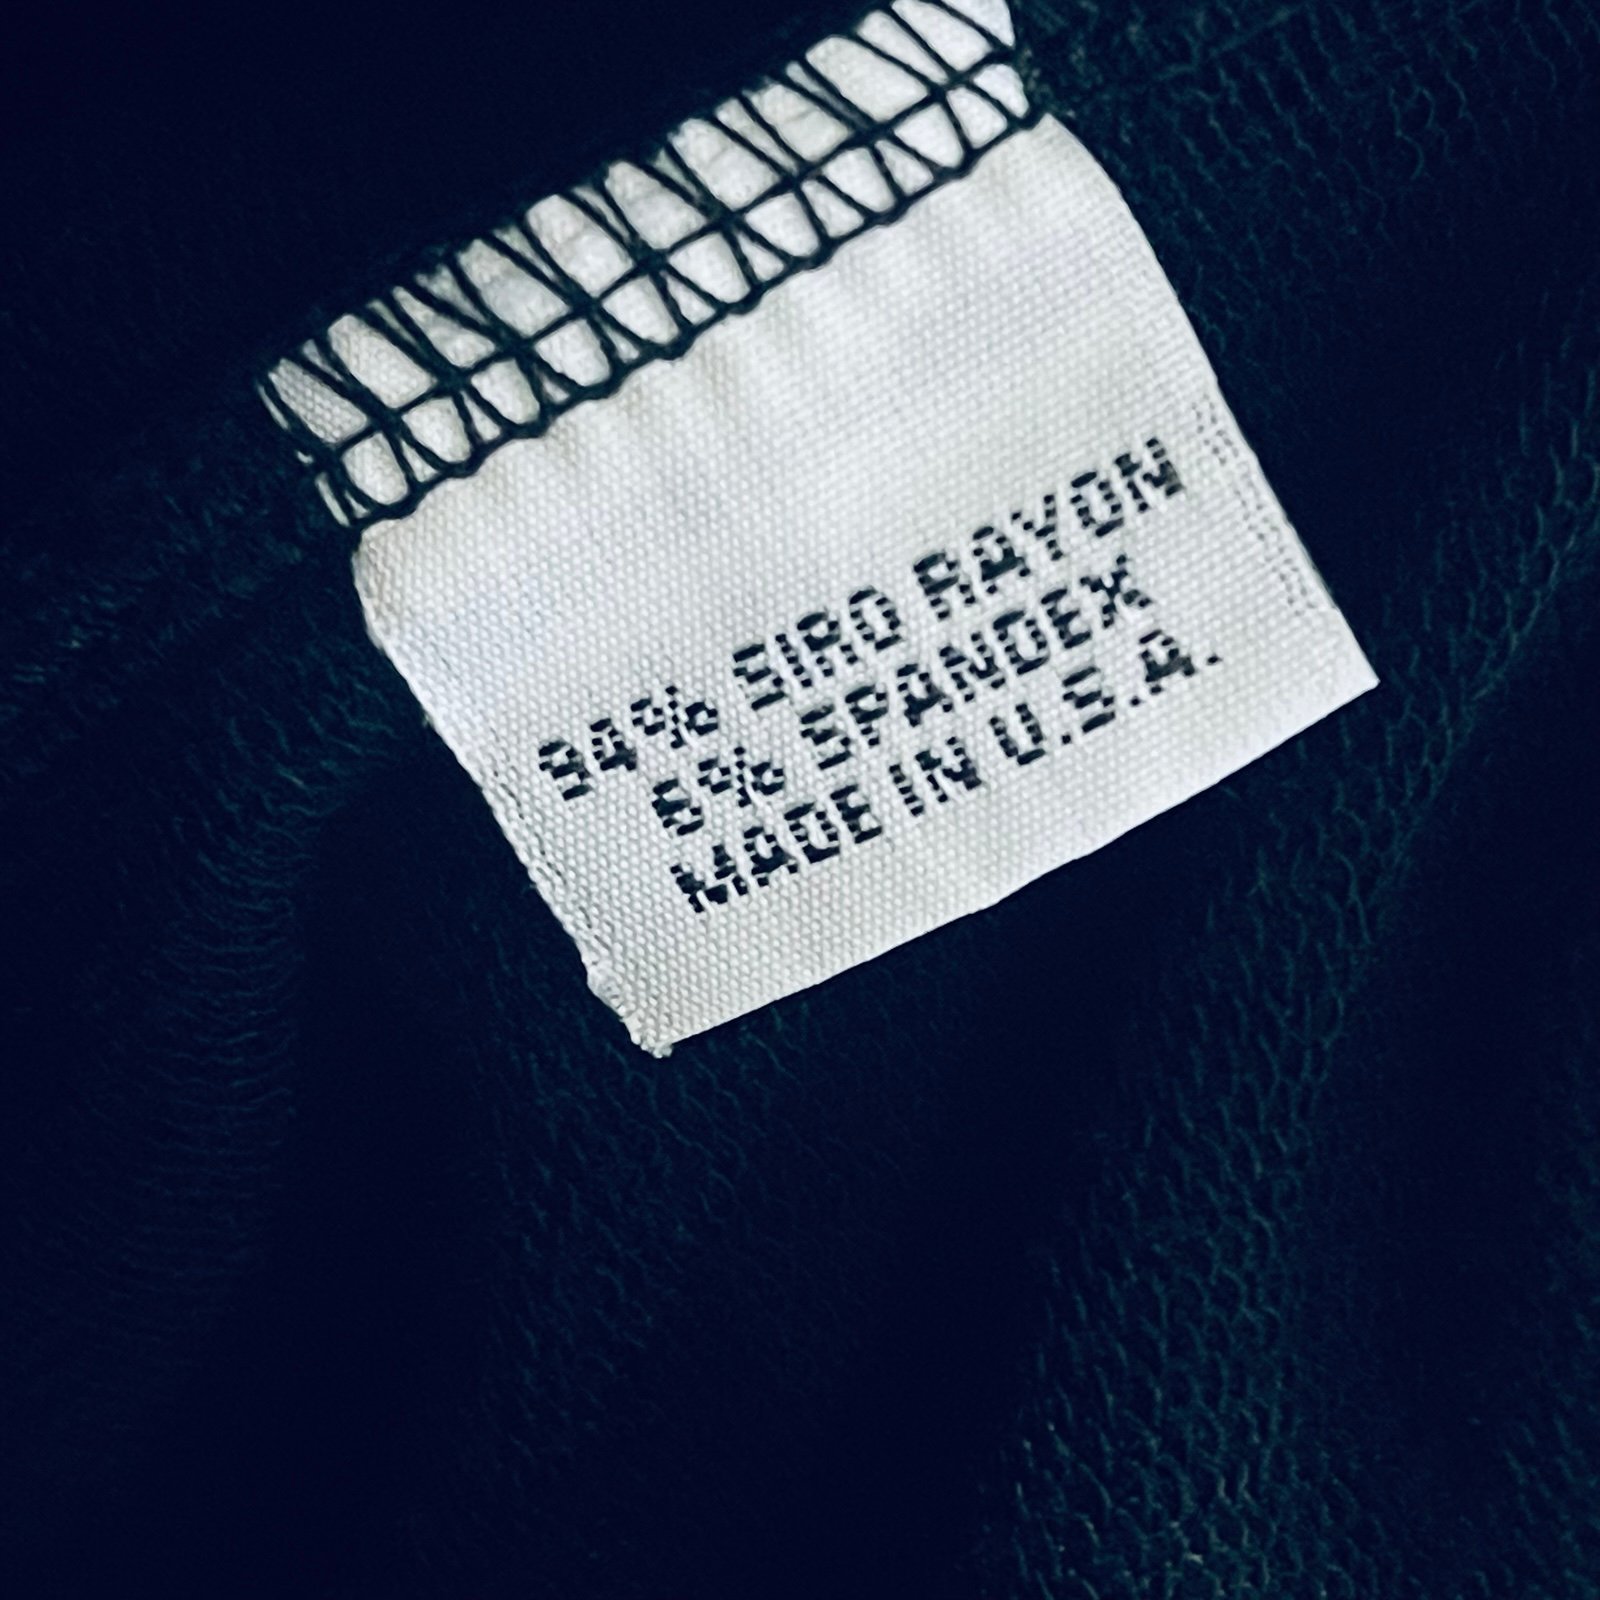 94% SIRO RAYON
6% SPANDEX
MADE IN U.S.A.